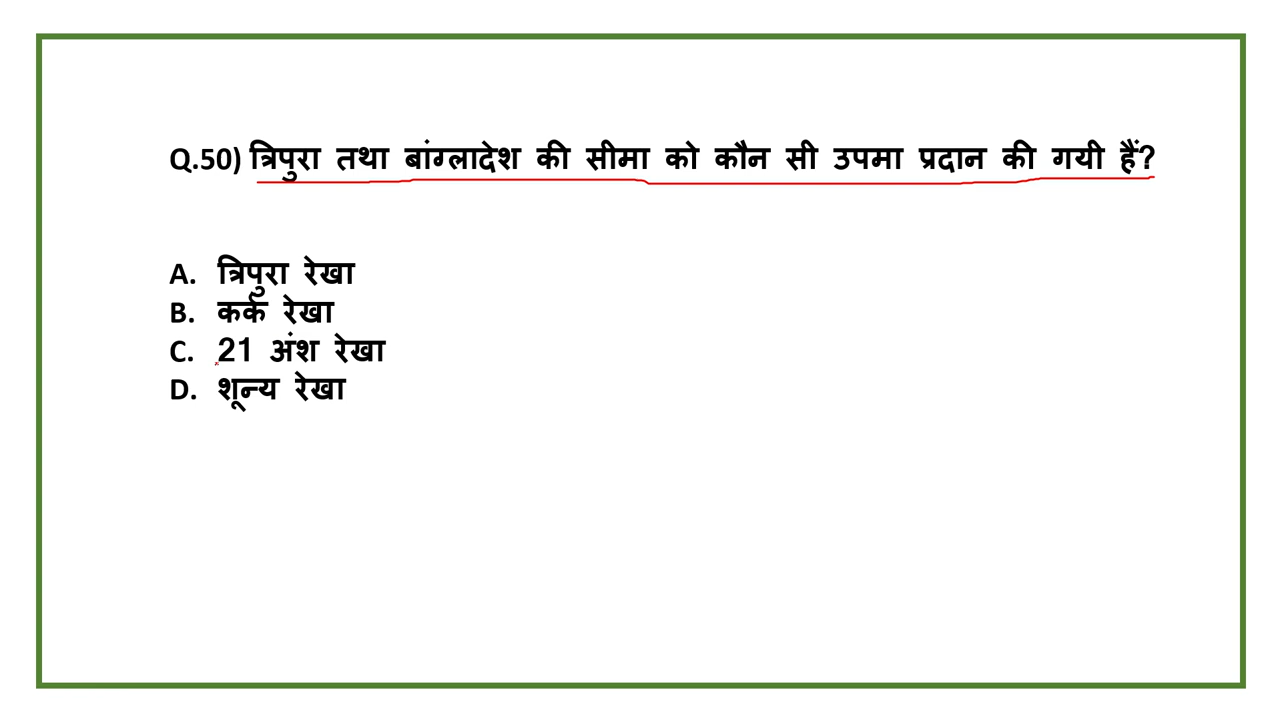 Q.50) त्रिपुरा तथा बांग्लादेश की सीमा को कौन सी उपमा प्रदान की गयी हैं?
A. त्रिपुरा रेखा
B. कर्क रेखा
C. 21 अंश रेखा
D. शून्य रेखा